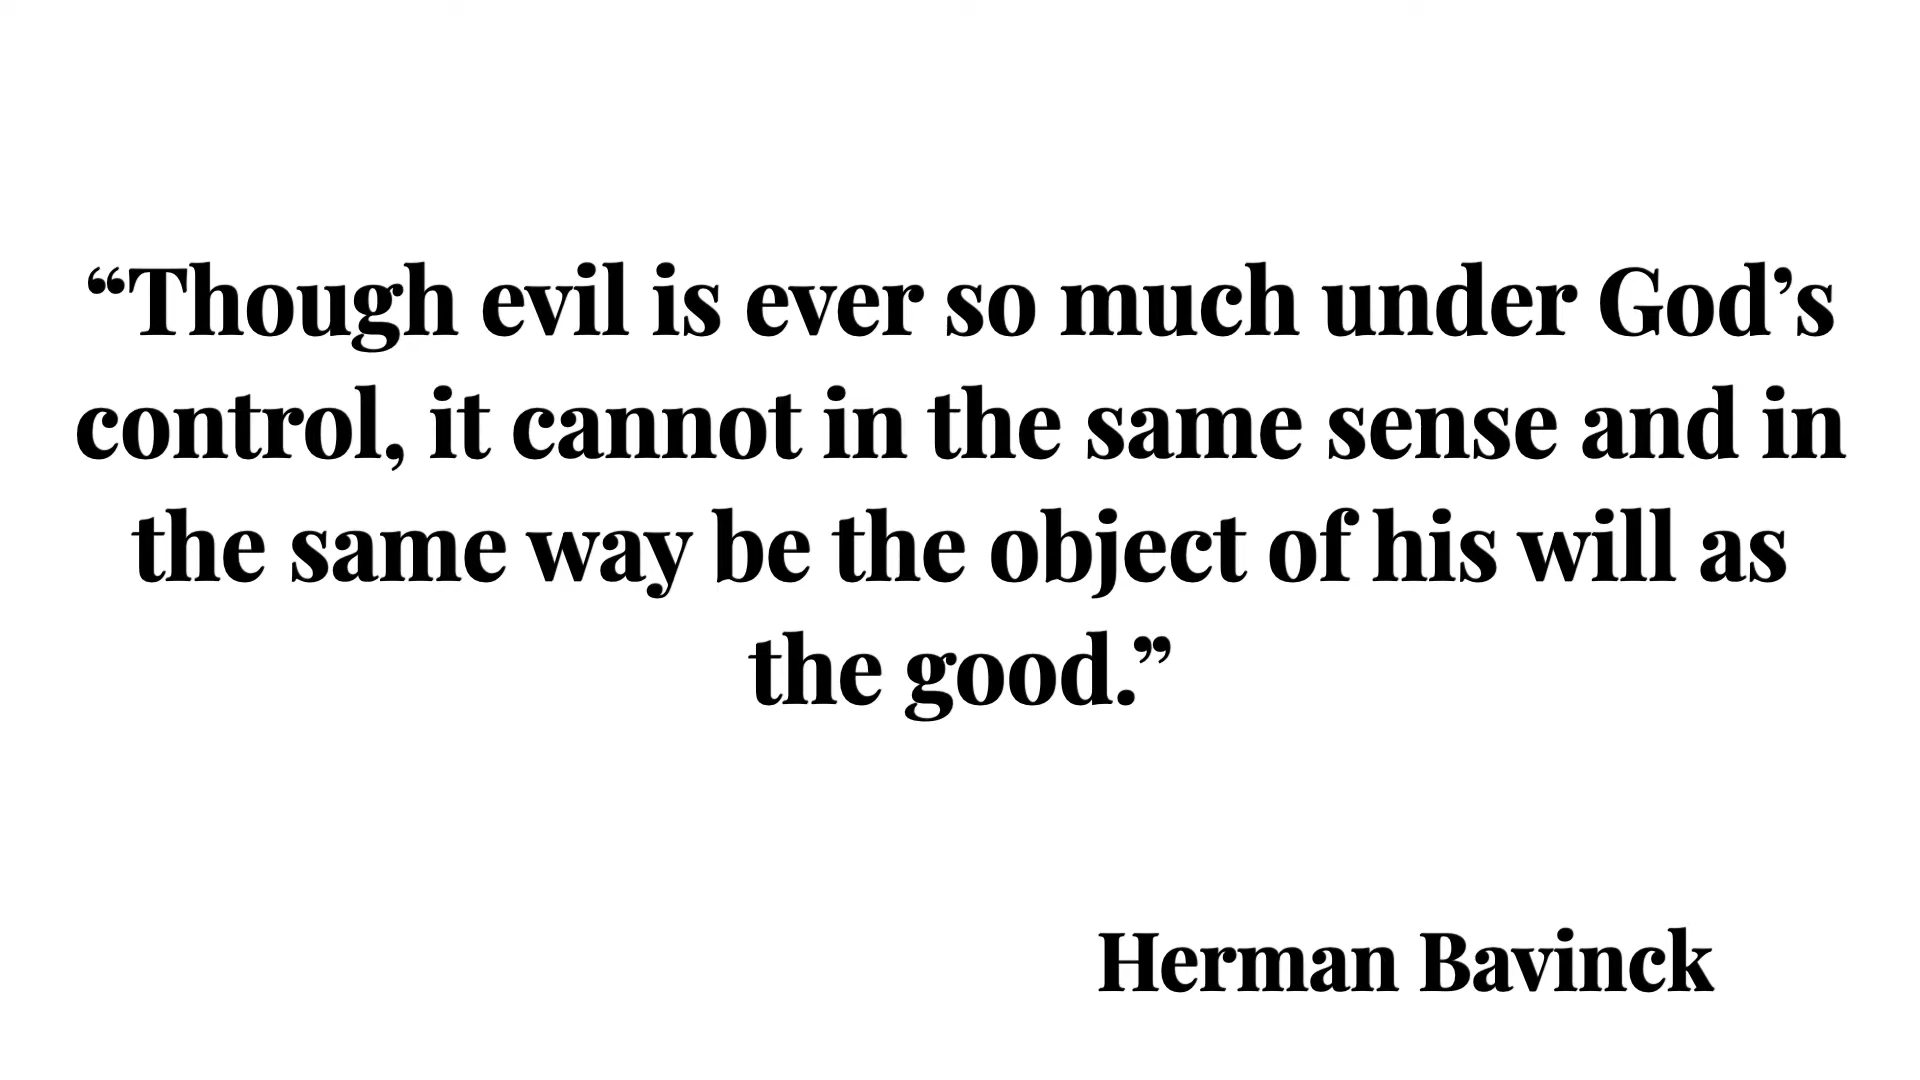 “Though evil is ever so much under God’s
control, it cannot in the same sense and in
the same way be the object of his will as
the good.”
Herman Bavinck